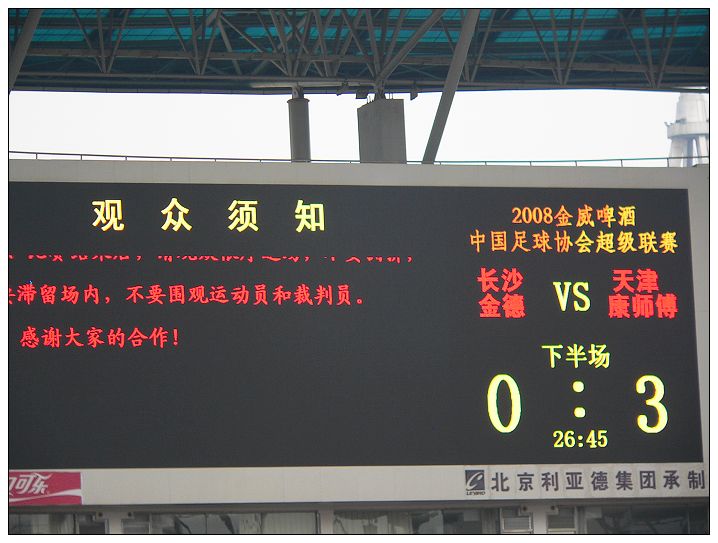 观众须知
滞留场内，不要围观运动员和裁判员。
感谢大家的合作！
2008金威啤酒
中国足球协会超级联赛
长沙
金德
VS
天津
康师傅
下半场
0 : 3
26:45
可乐
LEYARD
北京利亚德集团承制